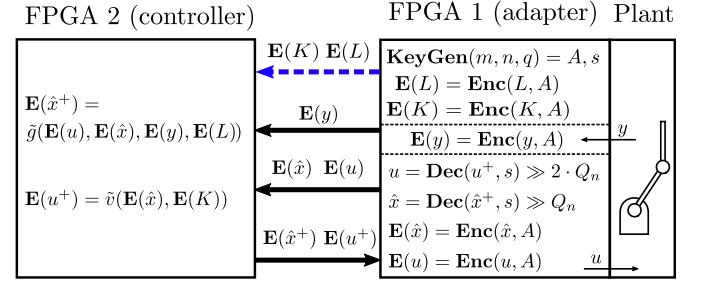 FPGA 2 (controller)
FPGA 1 (adapter)
Plant
E(x̂⁺) =
g̃(E(u), E(x̂), E(y), E(L))
E(u⁺) = ṽ(E(x̂), E(K))
E(K) E(L)
E(y)
E(x̂) E(u)
E(x̂⁺) E(u⁺)
KeyGen(m, n, q) = A, s
E(L) = Enc(L, A)
E(K) = Enc(K, A)
E(y) = Enc(y, A)
u = Dec(u⁺, s) ≫ 2 · Qₙ
x̂ = Dec(x̂⁺, s) ≫ Qₙ
E(x̂) = Enc(x̂, A)
E(u) = Enc(u, A)
y
u